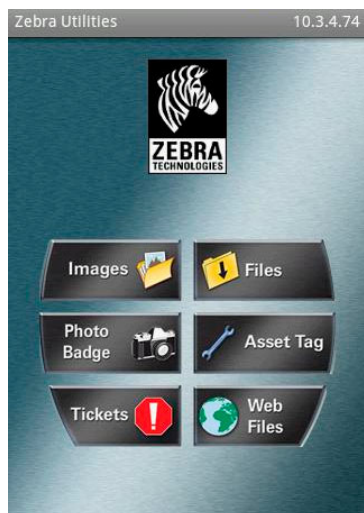 Zebra Utilities 10.3.4.74
ZEBRA
TECHNOLOGIES
Images
Files
Photo
Badge
Asset Tag
Tickets
Web
Files